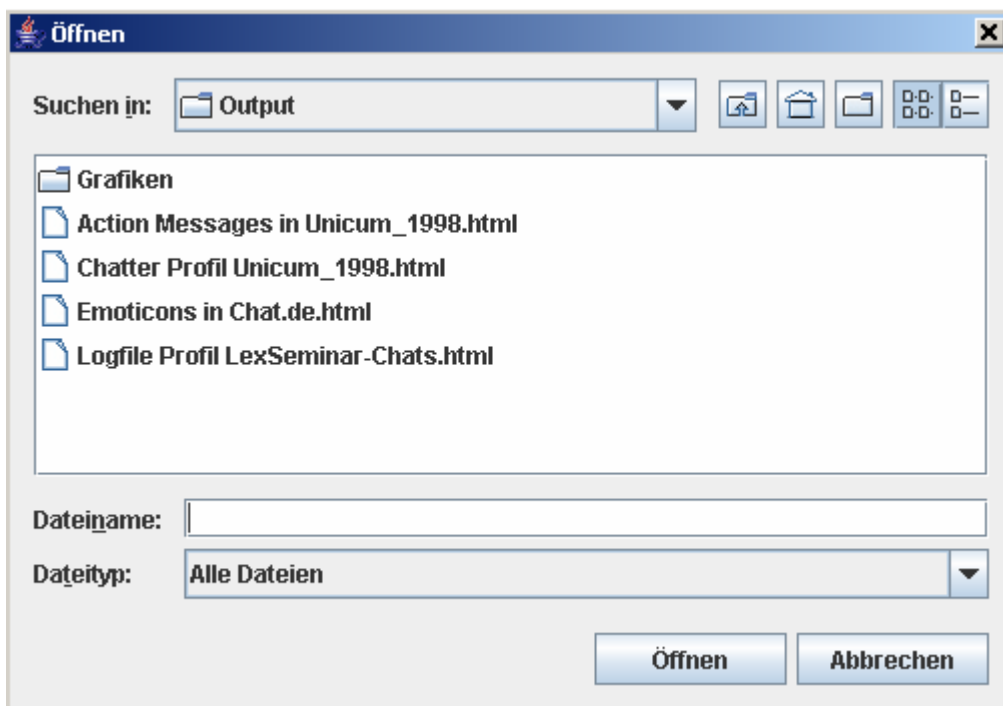 Öffnen
Suchen in: Output
Grafiken
Action Messages in Unicum_1998.html
Chatter Profil Unicum_1998.html
Emoticons in Chat.de.html
Logfile Profil LexSeminar-Chats.html
Dateiname:
Dateityp: Alle Dateien
Öffnen Abbrechen